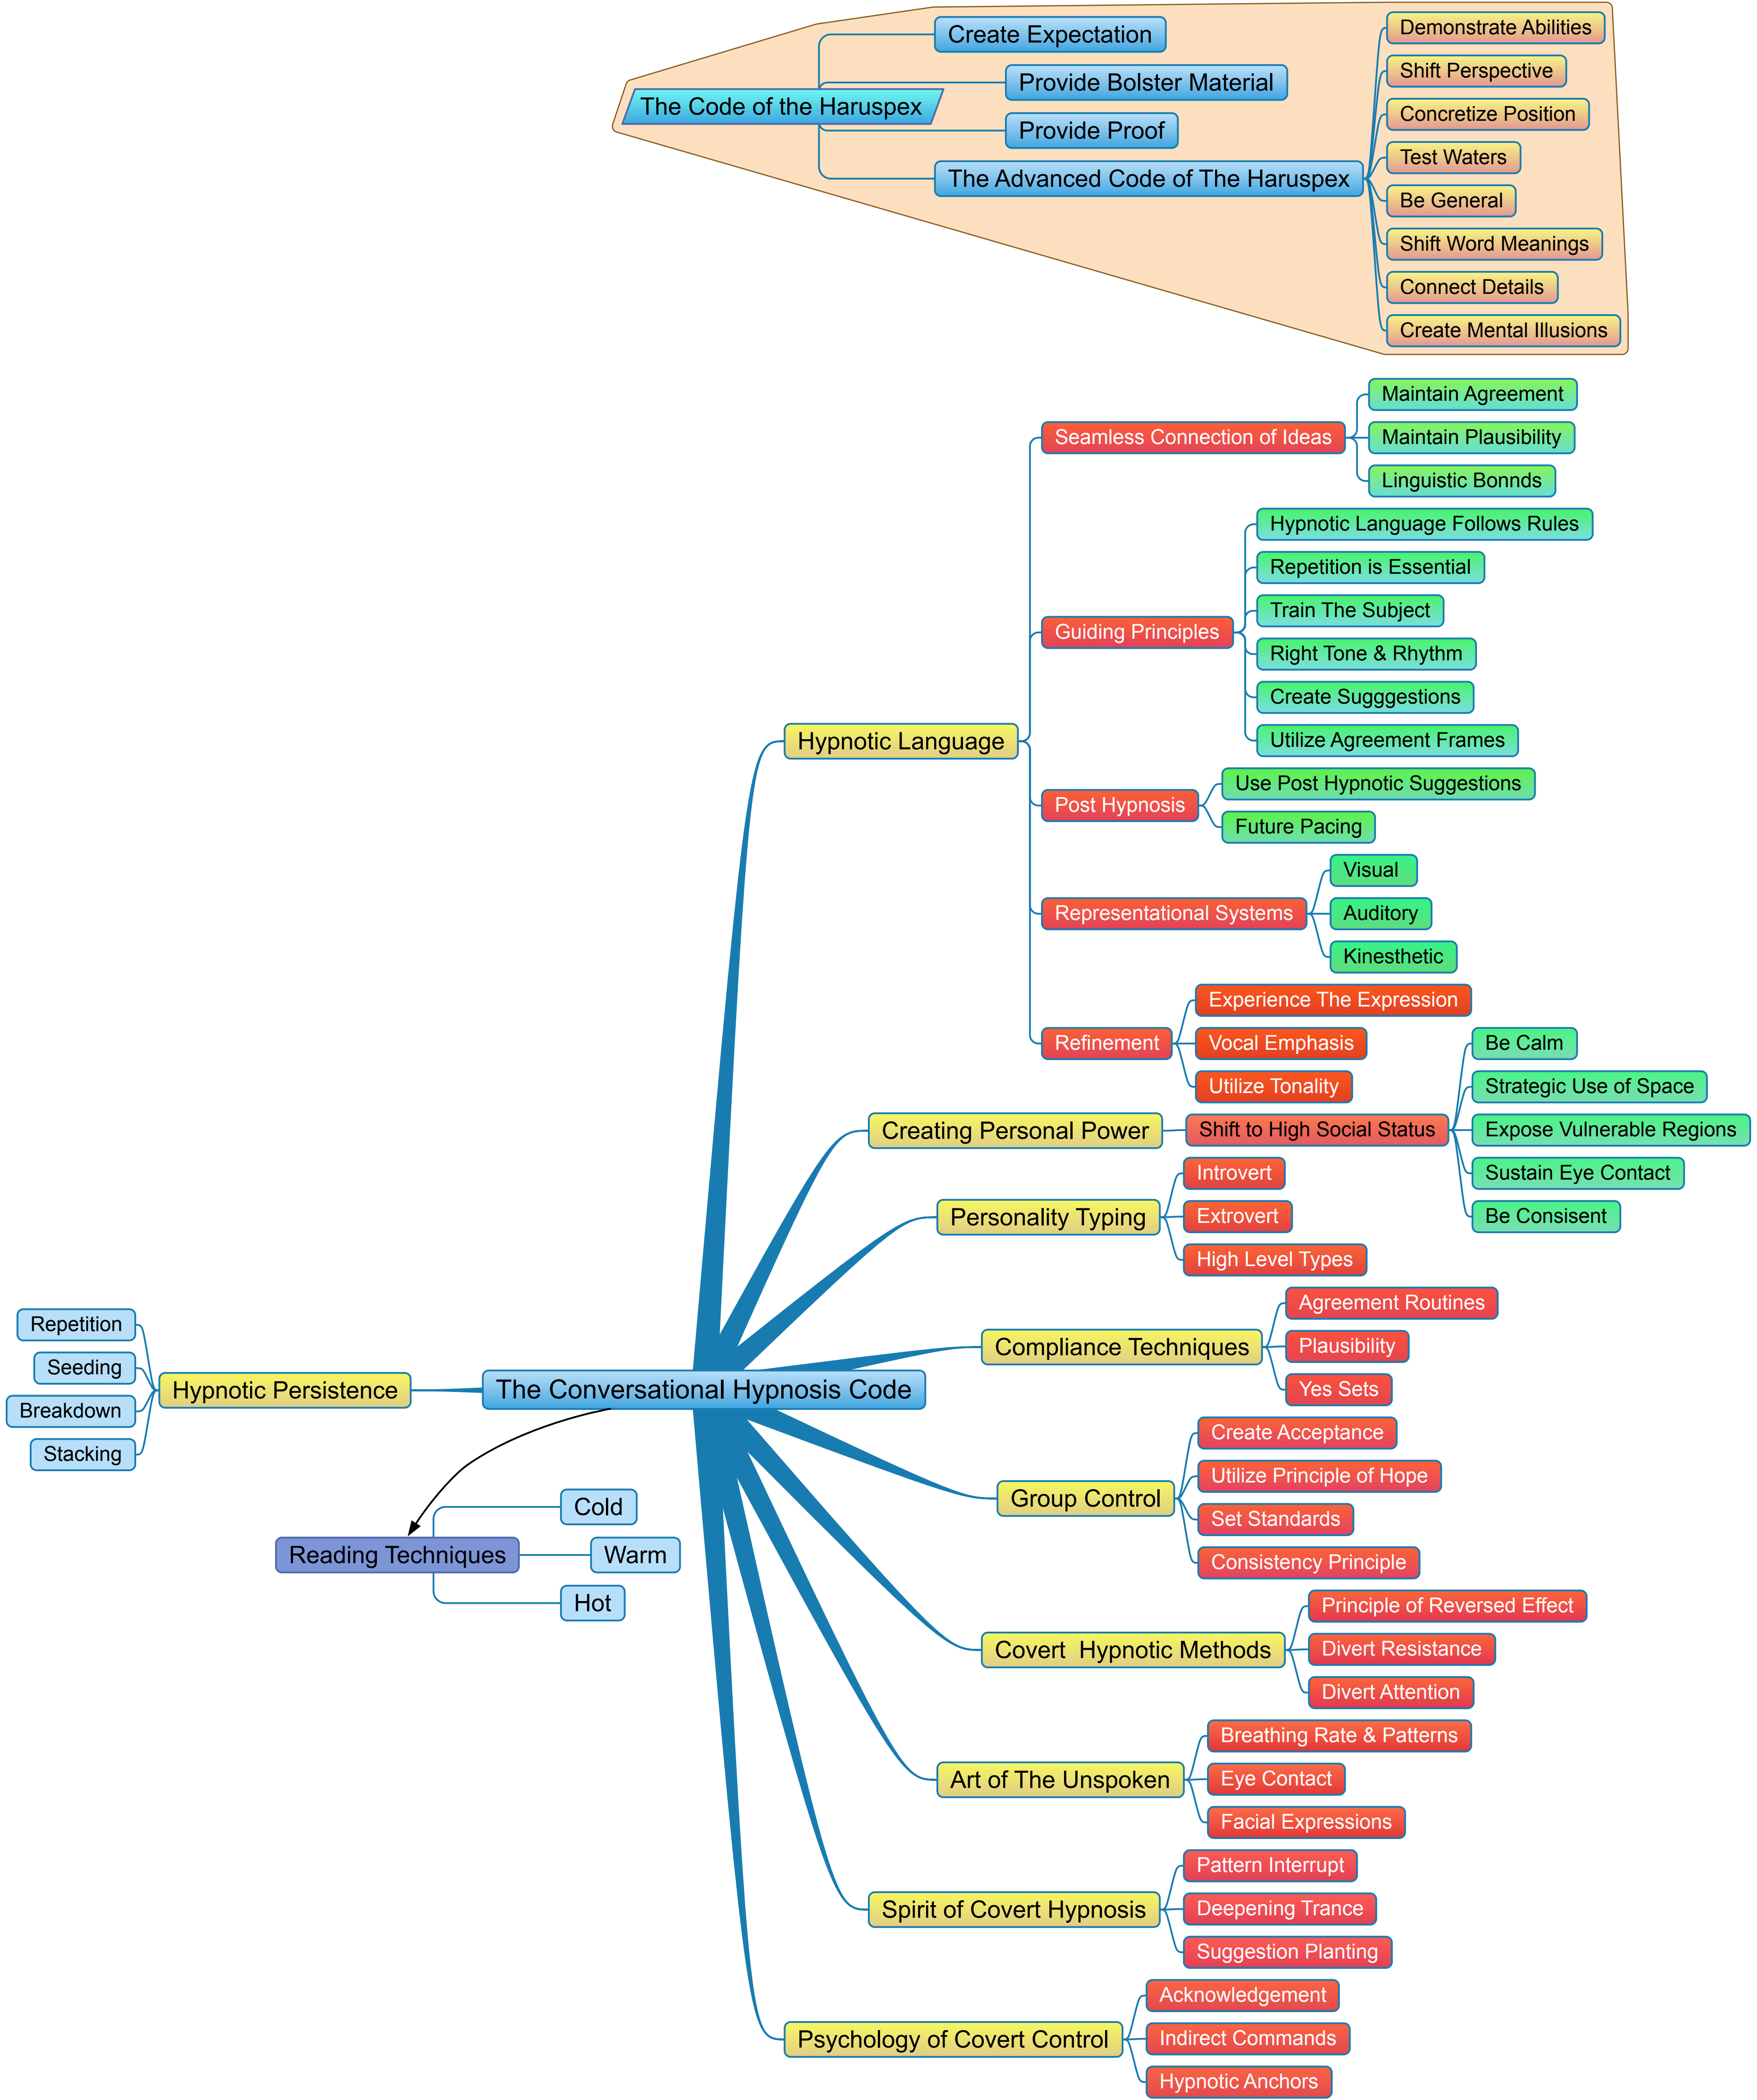 The Code of the Haruspex
Create Expectation
Provide Bolster Material
Provide Proof
The Advanced Code of The Haruspex
Demonstrate Abilities
Shift Perspective
Concretize Position
Test Waters
Be General
Shift Word Meanings
Connect Details
Create Mental Illusions
The Conversational Hypnosis Code
Hypnotic Language
Seamless Connection of Ideas
Maintain Agreement
Maintain Plausibility
Linguistic Bonnds
Guiding Principles
Hypnotic Language Follows Rules
Repetition is Essential
Train The Subject
Right Tone & Rhythm
Create Sugggestions
Utilize Agreement Frames
Post Hypnosis
Use Post Hypnotic Suggestions
Future Pacing
Representational Systems
Visual
Auditory
Kinesthetic
Refinement
Experience The Expression
Vocal Emphasis
Utilize Tonality
Creating Personal Power
Shift to High Social Status
Be Calm
Strategic Use of Space
Expose Vulnerable Regions
Sustain Eye Contact
Be Consisent
Personality Typing
Introvert
Extrovert
High Level Types
Compliance Techniques
Agreement Routines
Plausibility
Yes Sets
Group Control
Create Acceptance
Utilize Principle of Hope
Set Standards
Consistency Principle
Covert  Hypnotic Methods
Principle of Reversed Effect
Divert Resistance
Divert Attention
Art of The Unspoken
Breathing Rate & Patterns
Eye Contact
Facial Expressions
Spirit of Covert Hypnosis
Pattern Interrupt
Deepening Trance
Suggestion Planting
Psychology of Covert Control
Acknowledgement
Indirect Commands
Hypnotic Anchors
Hypnotic Persistence
Repetition
Seeding
Breakdown
Stacking
Reading Techniques
Cold
Warm
Hot